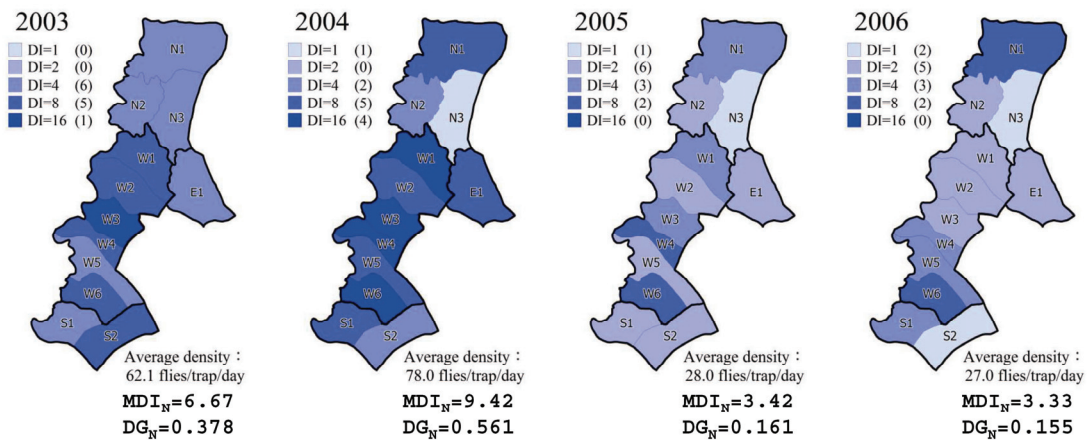 2003
DI=1 (0)
DI=2 (0)
DI=4 (6)
DI=8 (5)
DI=16 (1)
N1
N2
N3
W1
W2
E1
W3
W4
W5
W6
S1
S2
Average density :
62.1 flies/trap/day
MDI_N=6.67
DG_N=0.378
2004
DI=1 (1)
DI=2 (0)
DI=4 (2)
DI=8 (5)
DI=16 (4)
N1
N2
N3
W1
W2
E1
W3
W4
W5
W6
S1
S2
Average density :
78.0 flies/trap/day
MDI_N=9.42
DG_N=0.561
2005
DI=1 (1)
DI=2 (6)
DI=4 (3)
DI=8 (2)
DI=16 (0)
N1
N2
N3
W1
W2
E1
W3
W4
W5
W6
S1
S2
Average density :
28.0 flies/trap/day
MDI_N=3.42
DG_N=0.161
2006
DI=1 (2)
DI=2 (5)
DI=4 (3)
DI=8 (2)
DI=16 (0)
N1
N2
N3
W1
W2
E1
W3
W4
W5
W6
S1
S2
Average density :
27.0 flies/trap/day
MDI_N=3.33
DG_N=0.155